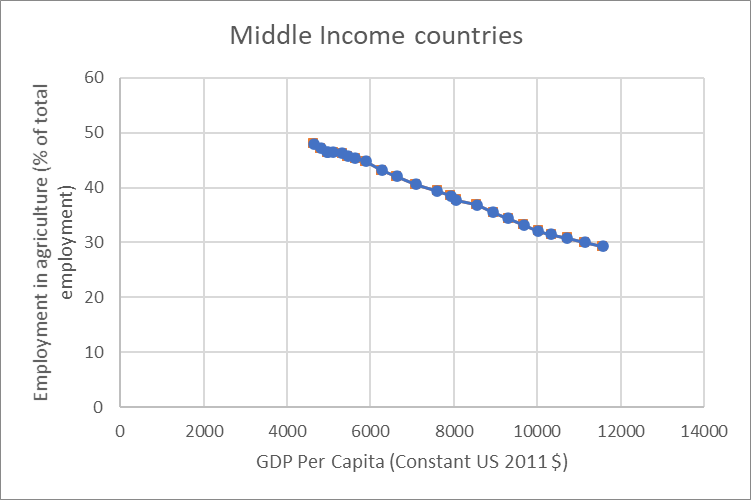 Middle Income countries
Employment in agriculture (% of total
employment)
60
50
40
30
20
10
0
0 2000 4000 6000 8000 10000 12000 14000
GDP Per Capita (Constant US 2011 $)